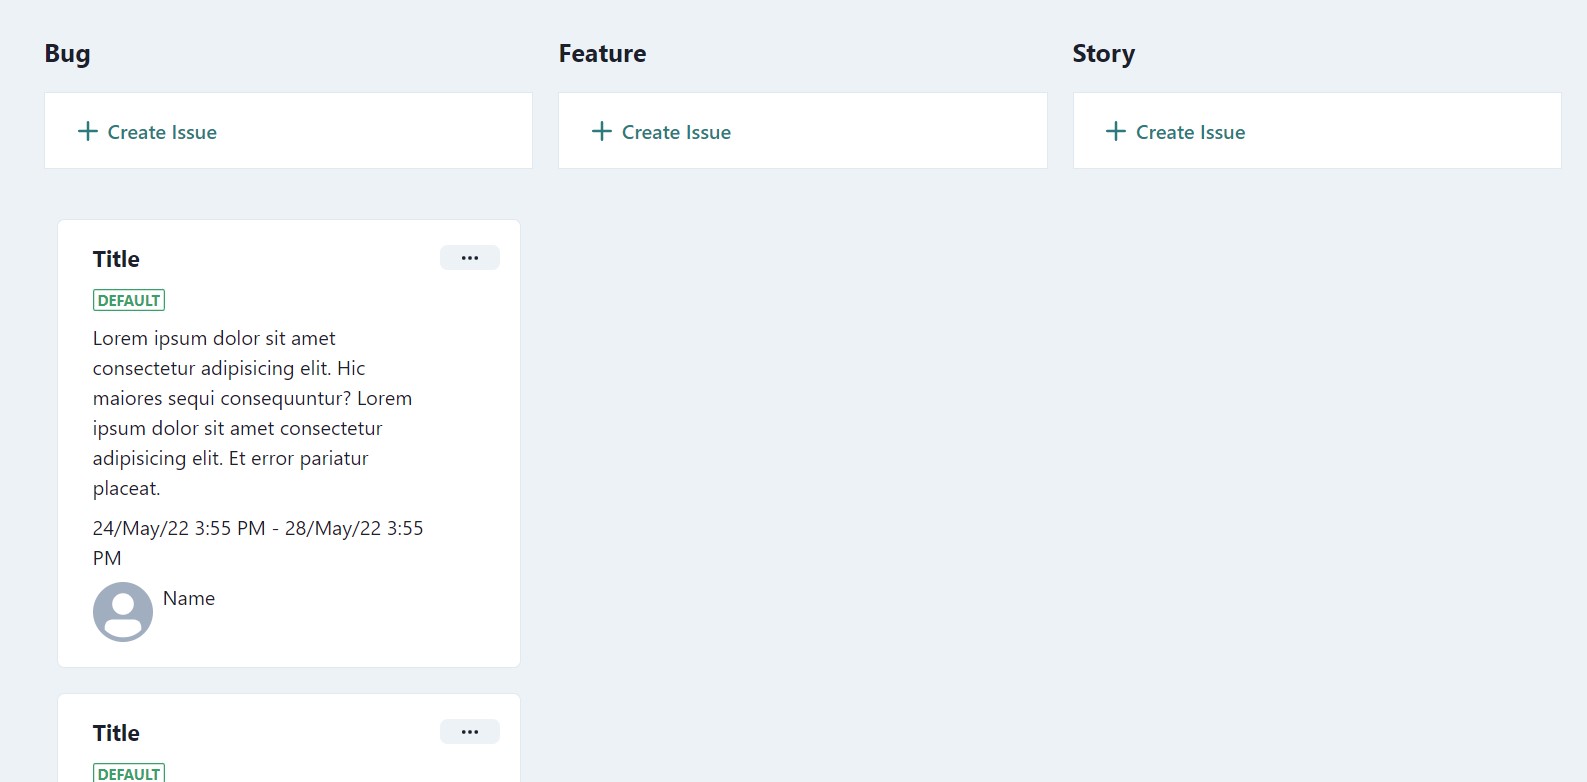 Bug
Feature
Story
Create Issue
Create Issue
Create Issue
Title
DEFAULT
Lorem ipsum dolor sit amet
consectetur adipisicing elit. Hic
maiores sequi consequuntur? Lorem
ipsum dolor sit amet consectetur
adipisicing elit. Et error pariatur
placeat.
24/May/22 3:55 PM - 28/May/22 3:55
PM
Name
Title
DEFAULT